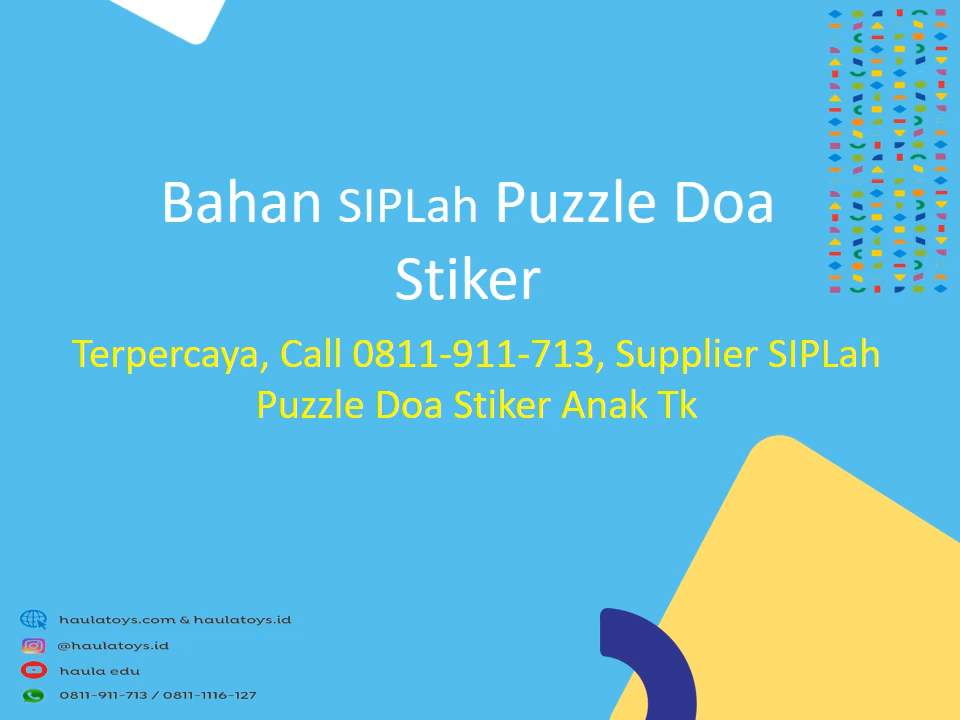 Bahan SIPLah Puzzle Doa
Stiker
Terpercaya, Call 0811-911-713, Supplier SIPLah
Puzzle Doa Stiker Anak Tk
haulatoys.com & haulatoys.id
@haulatoys.id
haula edu
0811-911-713 / 0811-1116-127